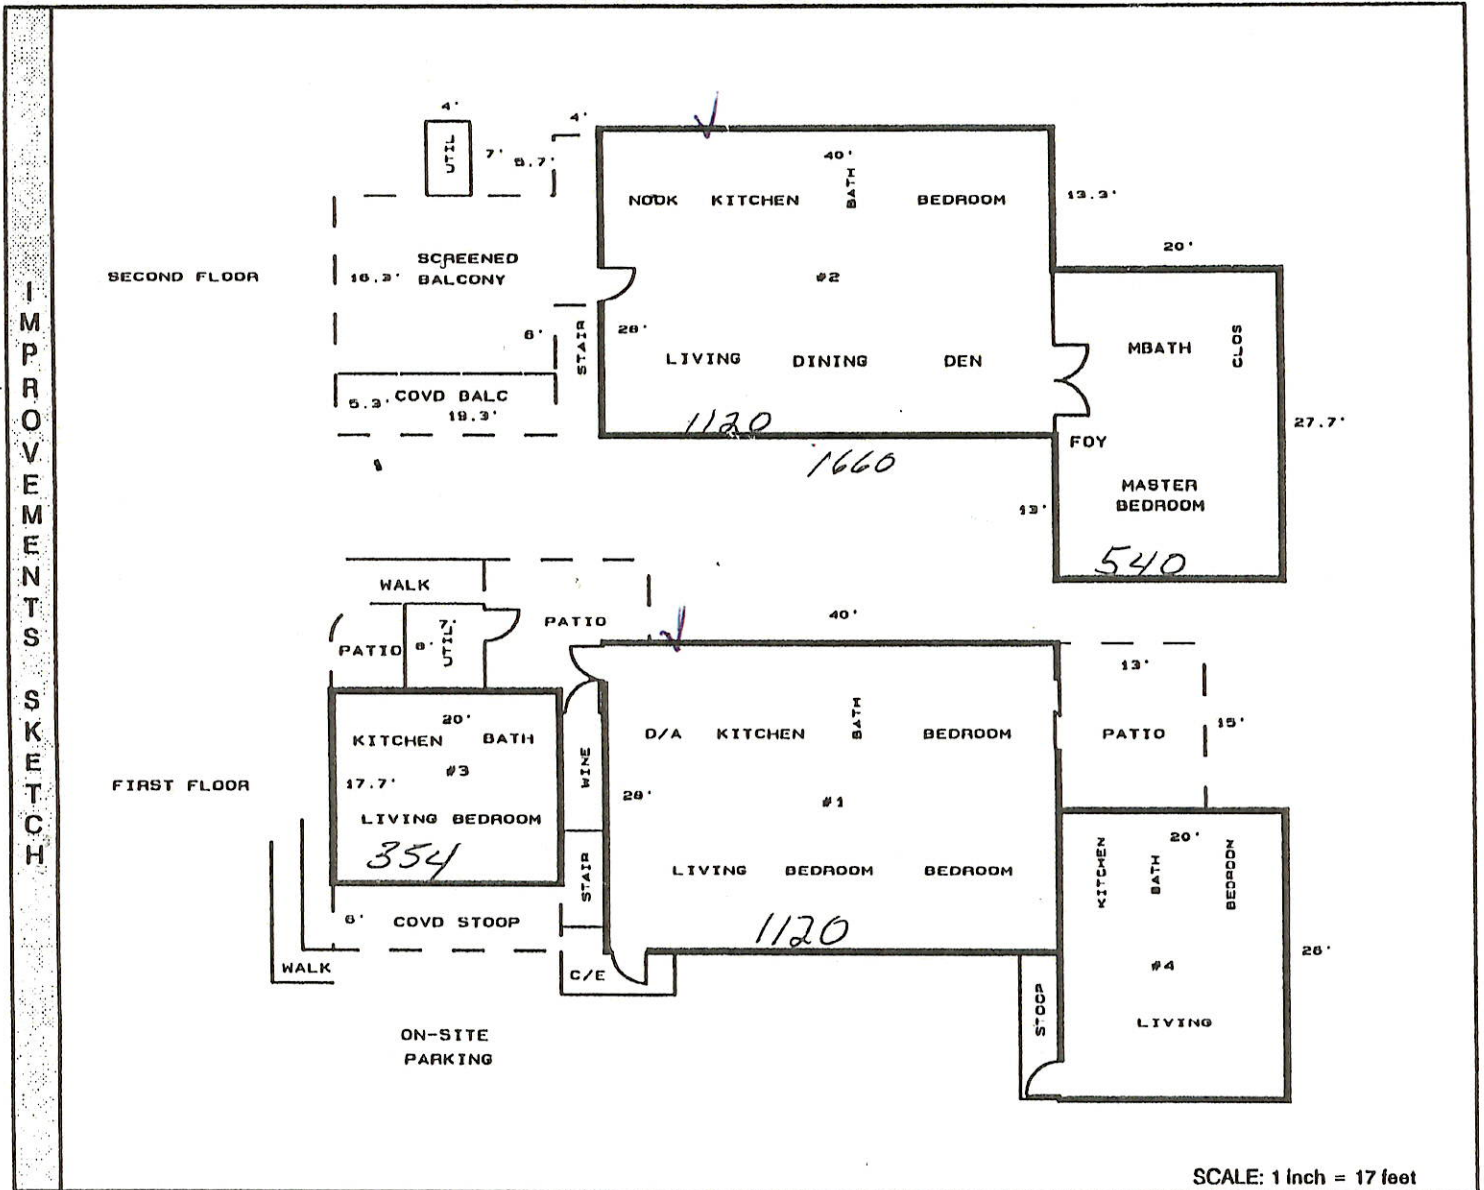 IMPROVEMENTS SKETCH
SECOND FLOOR
4'
UTIL
7'
5.7'
4'
SCREENED
BALCONY
16.3'
6'
STAIR
5.3'
COVD BALC
19.3'
40'
NOOK KITCHEN BATH BEDROOM
#2
28'
LIVING DINING DEN
1120
1660
13.3'
20'
MBATH
CLOS
27.7'
FOY
MASTER
BEDROOM
13'
540
FIRST FLOOR
WALK
PATIO
7'
8'
UTIL
PATIO
20'
KITCHEN BATH
#3
17.7'
LIVING BEDROOM
354
6'
COVD STOOP
WALK
WINE
STAIR
C/E
ON-SITE
PARKING
40'
D/A KITCHEN BATH BEDROOM
28'
#1
LIVING BEDROOM BEDROOM
1120
13'
PATIO
15'
20'
KITCHEN
BATH
BEDROOM
#4
LIVING
STOOP
SCALE: 1 inch = 17 feet